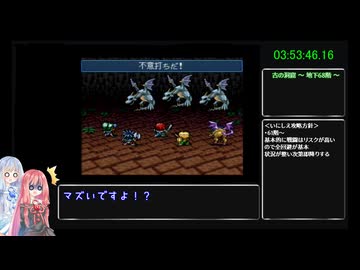 不意打ちだ！
03:53:46.16
古の洞窟 ～ 地下68階 ～
＜いにしえ攻略方針＞
・61階～
基本的に戦闘はリスクが高い
ので全回避が基本
状況が整い次第即降りする
マズいですよ！？